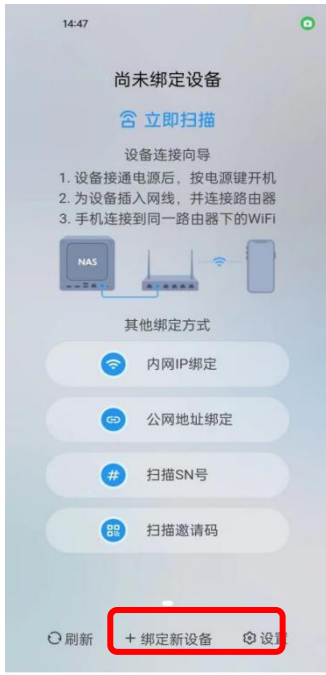 14:47
尚未绑定设备
立即扫描
设备连接向导
1. 设备接通电源后，按电源键开机
2. 为设备插入网线，并连接路由器
3. 手机连接到同一路由器下的WiFi
NAS
其他绑定方式
内网IP绑定
公网地址绑定
# 扫描SN号
扫描邀请码
刷新 + 绑定新设备 设置